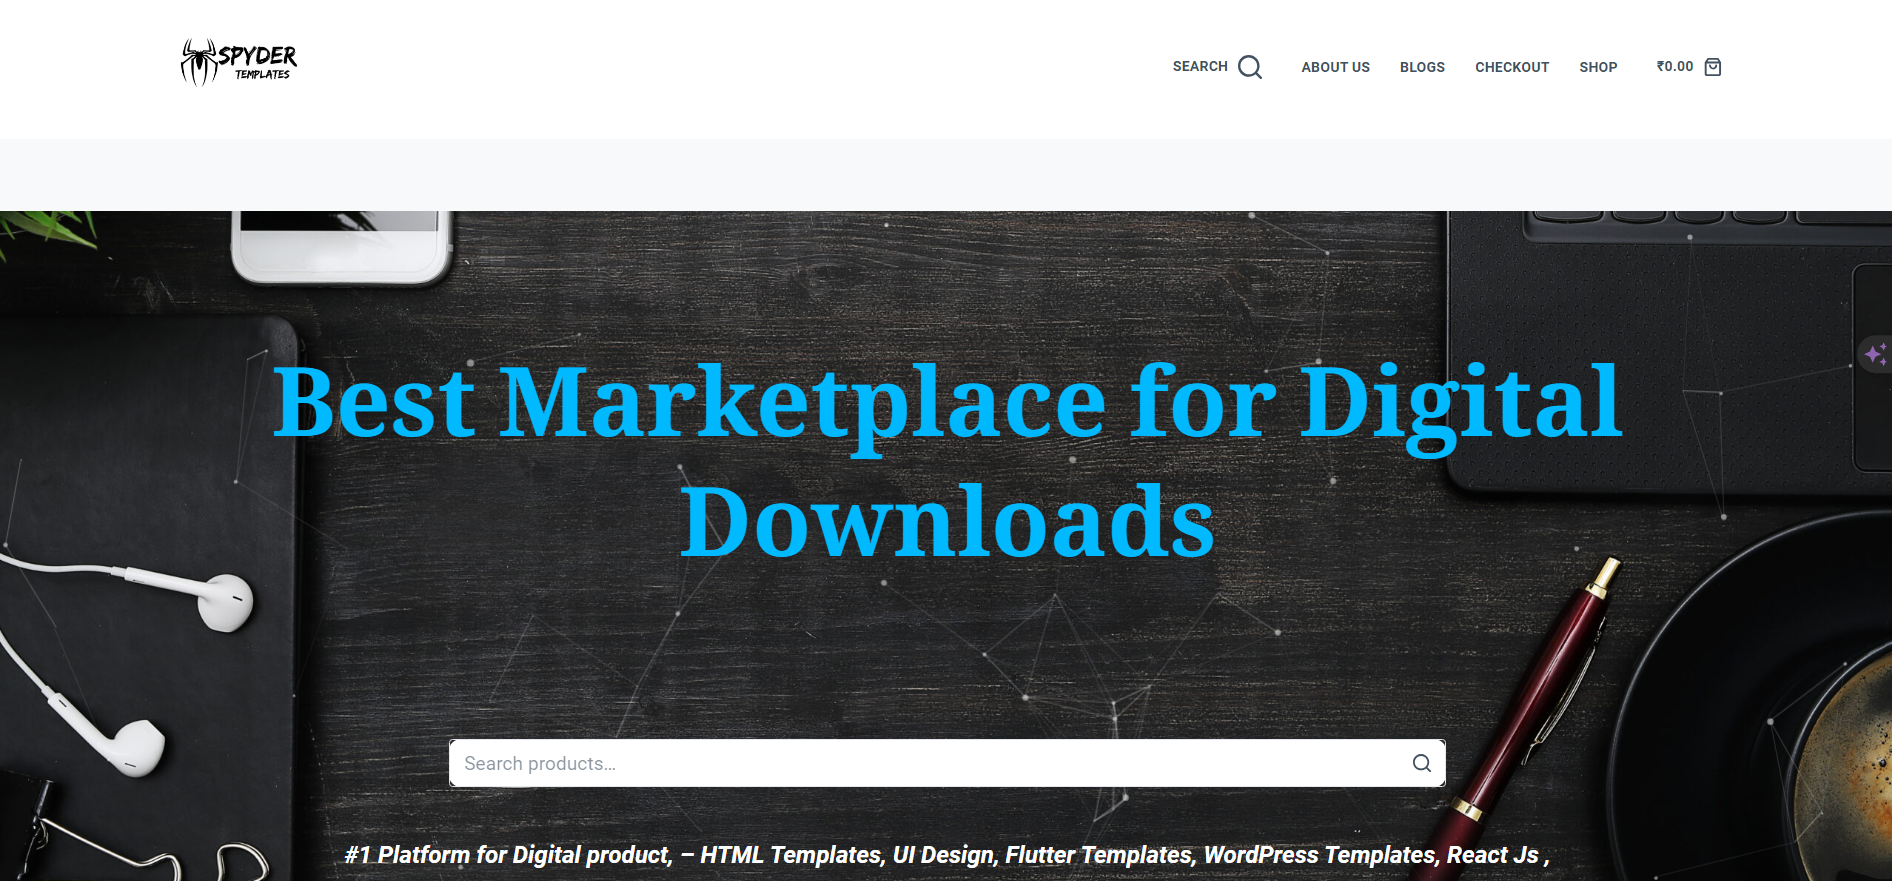 SPYDER
TEMPLATES
SEARCH
ABOUT US
BLOGS
CHECKOUT
SHOP
₹0.00
Best Marketplace for Digital
Downloads
Search products...
#1 Platform for Digital product, – HTML Templates, UI Design, Flutter Templates, WordPress Templates, React Js ,